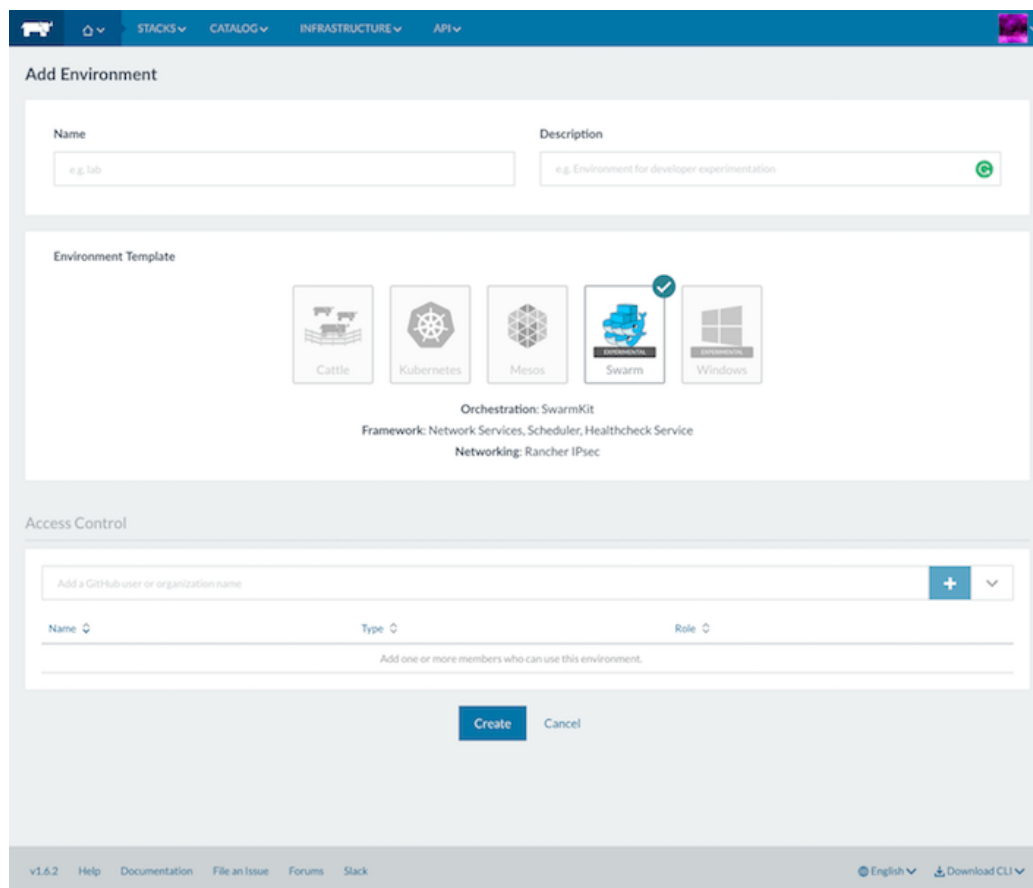 STACKS CATALOG INFRASTRUCTURE API
Add Environment
Name Description
e.g. lab e.g. Environment for developer experimentation
Environment Template
EXPERIMENTAL EXPERIMENTAL
Cattle Kubernetes Mesos Swarm Windows
Orchestration: SwarmKit
Framework: Network Services, Scheduler, Healthcheck Service
Networking: Rancher IPsec
Access Control
Add a GitHub user or organization name
Name Type Role
Add one or more members who can use this environment.
Create Cancel
v1.6.2 Help Documentation File an Issue Forums Slack English Download CLI